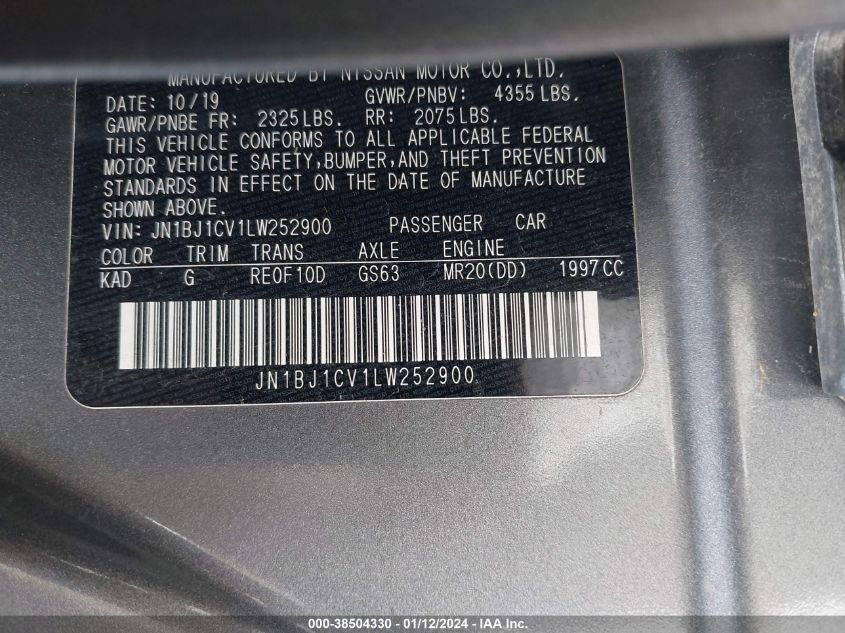 MANUFACTURED BY NISSAN MOTOR CO.,LTD.
DATE: 10/19 GVWR/PNBV: 4355 LBS.
GAWR/PNBE FR: 2325 LBS. RR: 2075 LBS.
THIS VEHICLE CONFORMS TO ALL APPLICABLE FEDERAL
MOTOR VEHICLE SAFETY,BUMPER,AND THEFT PREVENTION
STANDARDS IN EFFECT ON THE DATE OF MANUFACTURE
SHOWN ABOVE.
VIN: JN1BJ1CV1LW252900 PASSENGER CAR
COLOR TRIM TRANS AXLE ENGINE
KAD G RE0F10D GS63 MR20(DD) 1997 CC
JN1BJ1CV1LW252900
000-38504330 - 01/12/2024 - IAA Inc.